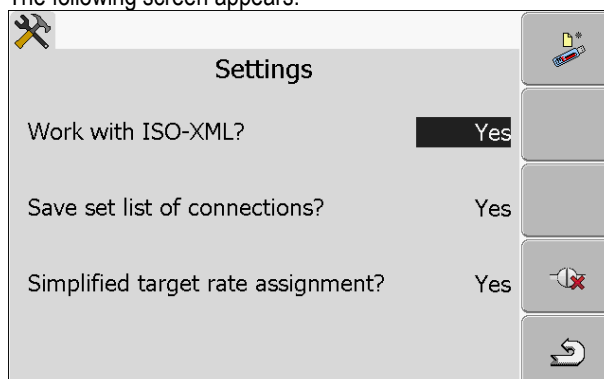 The following screen appears:
Settings
Work with ISO-XML? Yes
Save set list of connections? Yes
Simplified target rate assignment? Yes